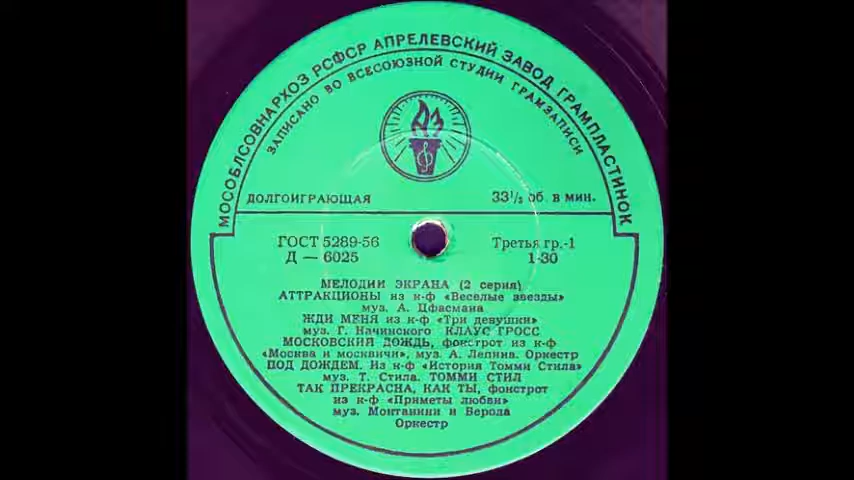 МОСОБЛСОВНАРХОЗ РСФСР АПРЕЛЕВСКИЙ ЗАВОД ГРАМПЛАСТИНОК
ЗАПИСАНО ВО ВСЕСОЮЗНОЙ СТУДИИ ГРАМЗАПИСИ
ДОЛГОИГРАЮЩАЯ 33⅓ об. в мин.
ГОСТ 5289-56 Третья гр.-1
Д — 6025 1-30
МЕЛОДИИ ЭКРАНА (2 серия)
АТТРАКЦИОНЫ из к-ф «Веселые звезды»
муз. А. Цфасмана
ЖДИ МЕНЯ из к-ф «Три девушки»
муз. Г. Начинского КЛАУС ГРОСС
МОСКОВСКИЙ ДОЖДЬ, фокстрот из к-ф
«Москва и москвичи», муз. А. Лепина. Оркестр
ПОД ДОЖДЕМ. Из к-ф «История Томми Стила»
муз. Т. Стила. ТОММИ СТИЛ
ТАК ПРЕКРАСНА, КАК ТЫ, фокстрот
из к-ф «Приметы любви»
муз. Монтанини и Верола
Оркестр